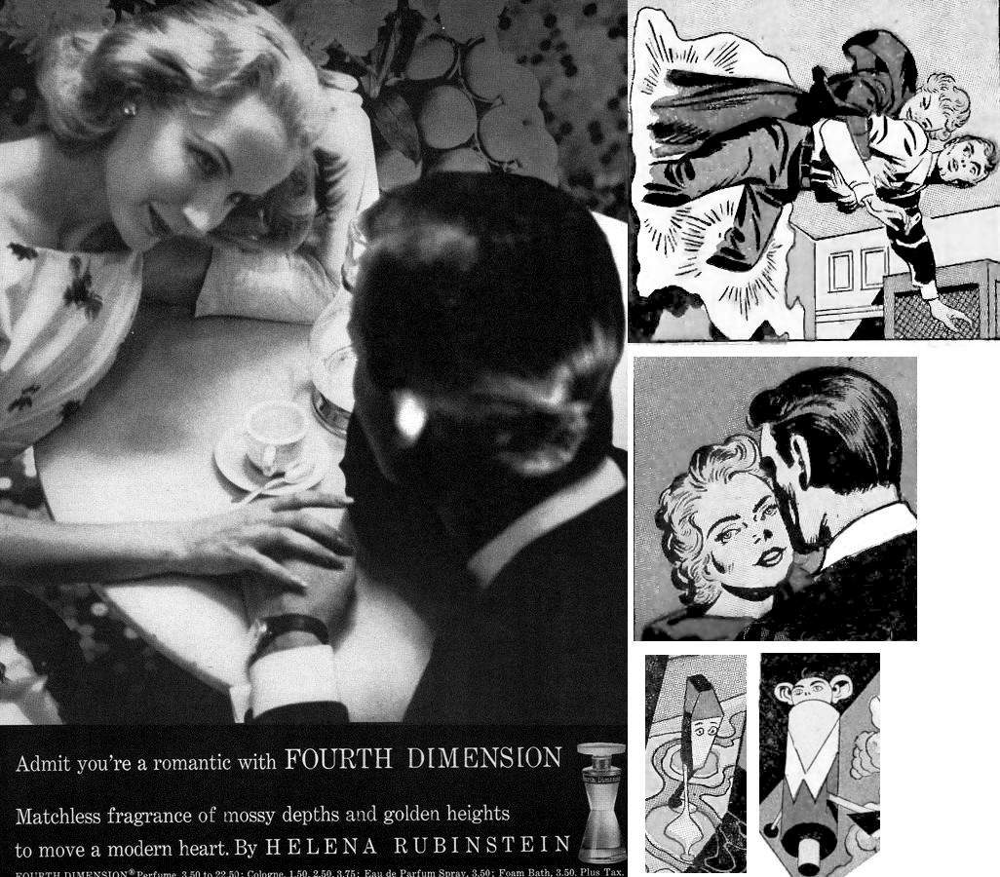 Admit you're a romantic with FOURTH DIMENSION
Matchless fragrance of mossy depths and golden heights
to move a modern heart. By HELENA RUBINSTEIN
FOURTH DIMENSION® Perfume, 3.50 to 22.50; Cologne, 1.50, 2.50, 3.75; Eau de Parfum Spray, 3.50; Foam Bath, 3.50. Plus Tax.